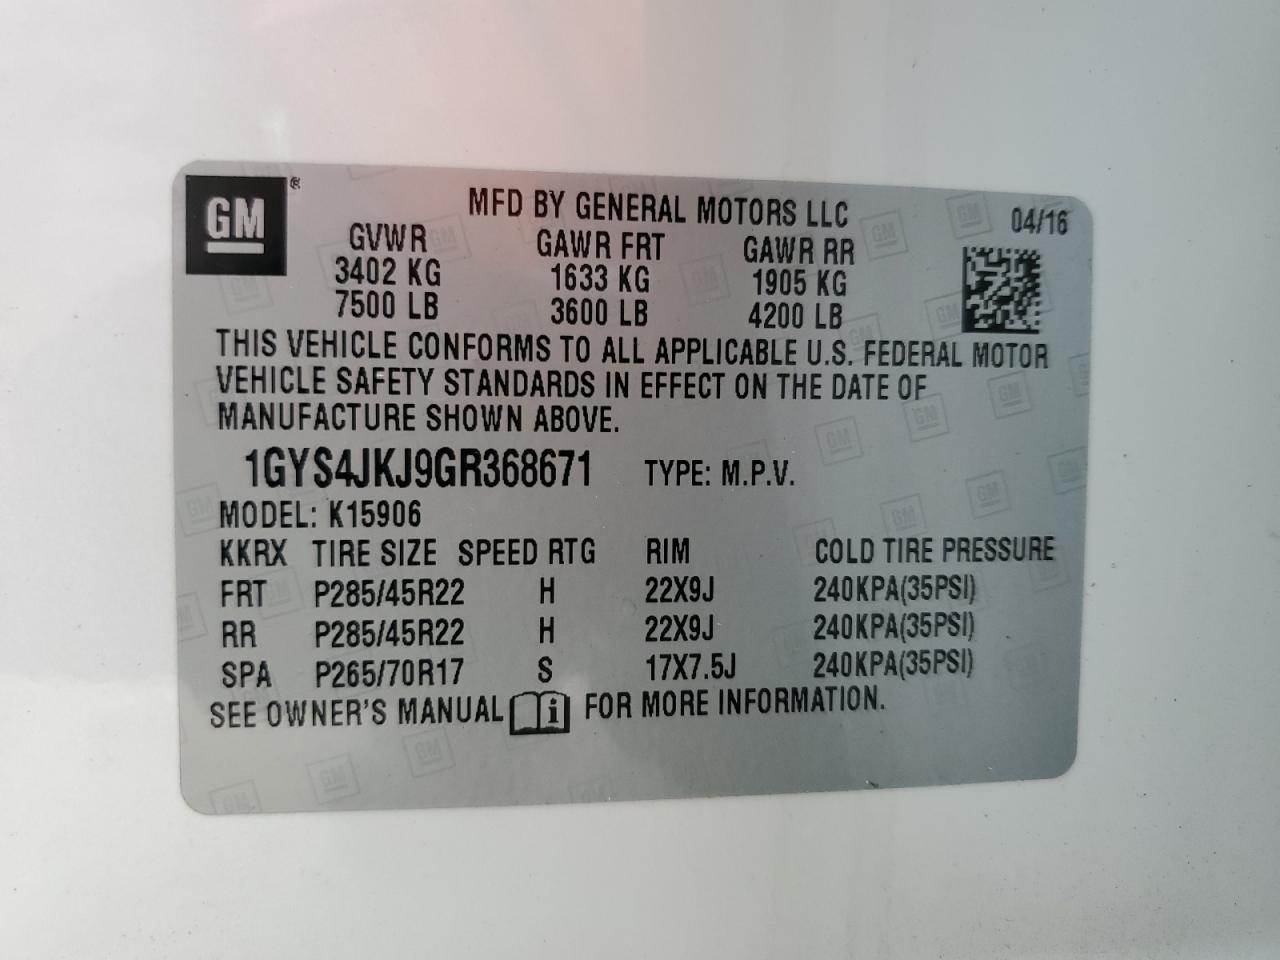 GM ®
MFD BY GENERAL MOTORS LLC 04/16
GVWR GAWR FRT GAWR RR
3402 KG 1633 KG 1905 KG
7500 LB 3600 LB 4200 LB
THIS VEHICLE CONFORMS TO ALL APPLICABLE U.S. FEDERAL MOTOR
VEHICLE SAFETY STANDARDS IN EFFECT ON THE DATE OF
MANUFACTURE SHOWN ABOVE.
1GYS4JKJ9GR368671 TYPE: M.P.V.
MODEL: K15906
KKRX TIRE SIZE SPEED RTG RIM COLD TIRE PRESSURE
FRT P285/45R22 H 22X9J 240KPA(35PSI)
RR P285/45R22 H 22X9J 240KPA(35PSI)
SPA P265/70R17 S 17X7.5J 240KPA(35PSI)
SEE OWNER'S MANUAL i FOR MORE INFORMATION.